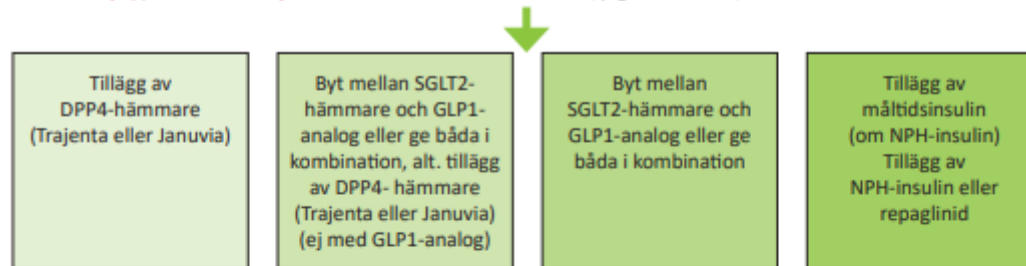 Tillägg av
DPP4-hämmare
(Trajenta eller Januvia)
Byt mellan SGLT2-
hämmare och GLP1-
analog eller ge båda i
kombination, alt. tillägg
av DPP4- hämmare
(Trajenta eller Januvia)
(ej med GLP1-analog)
Byt mellan
SGLT2-hämmare och
GLP1-analog eller ge
båda i kombination
Tillägg av
måltidsinsulin
(om NPH-insulin)
Tillägg av
NPH-insulin eller
repaglinid